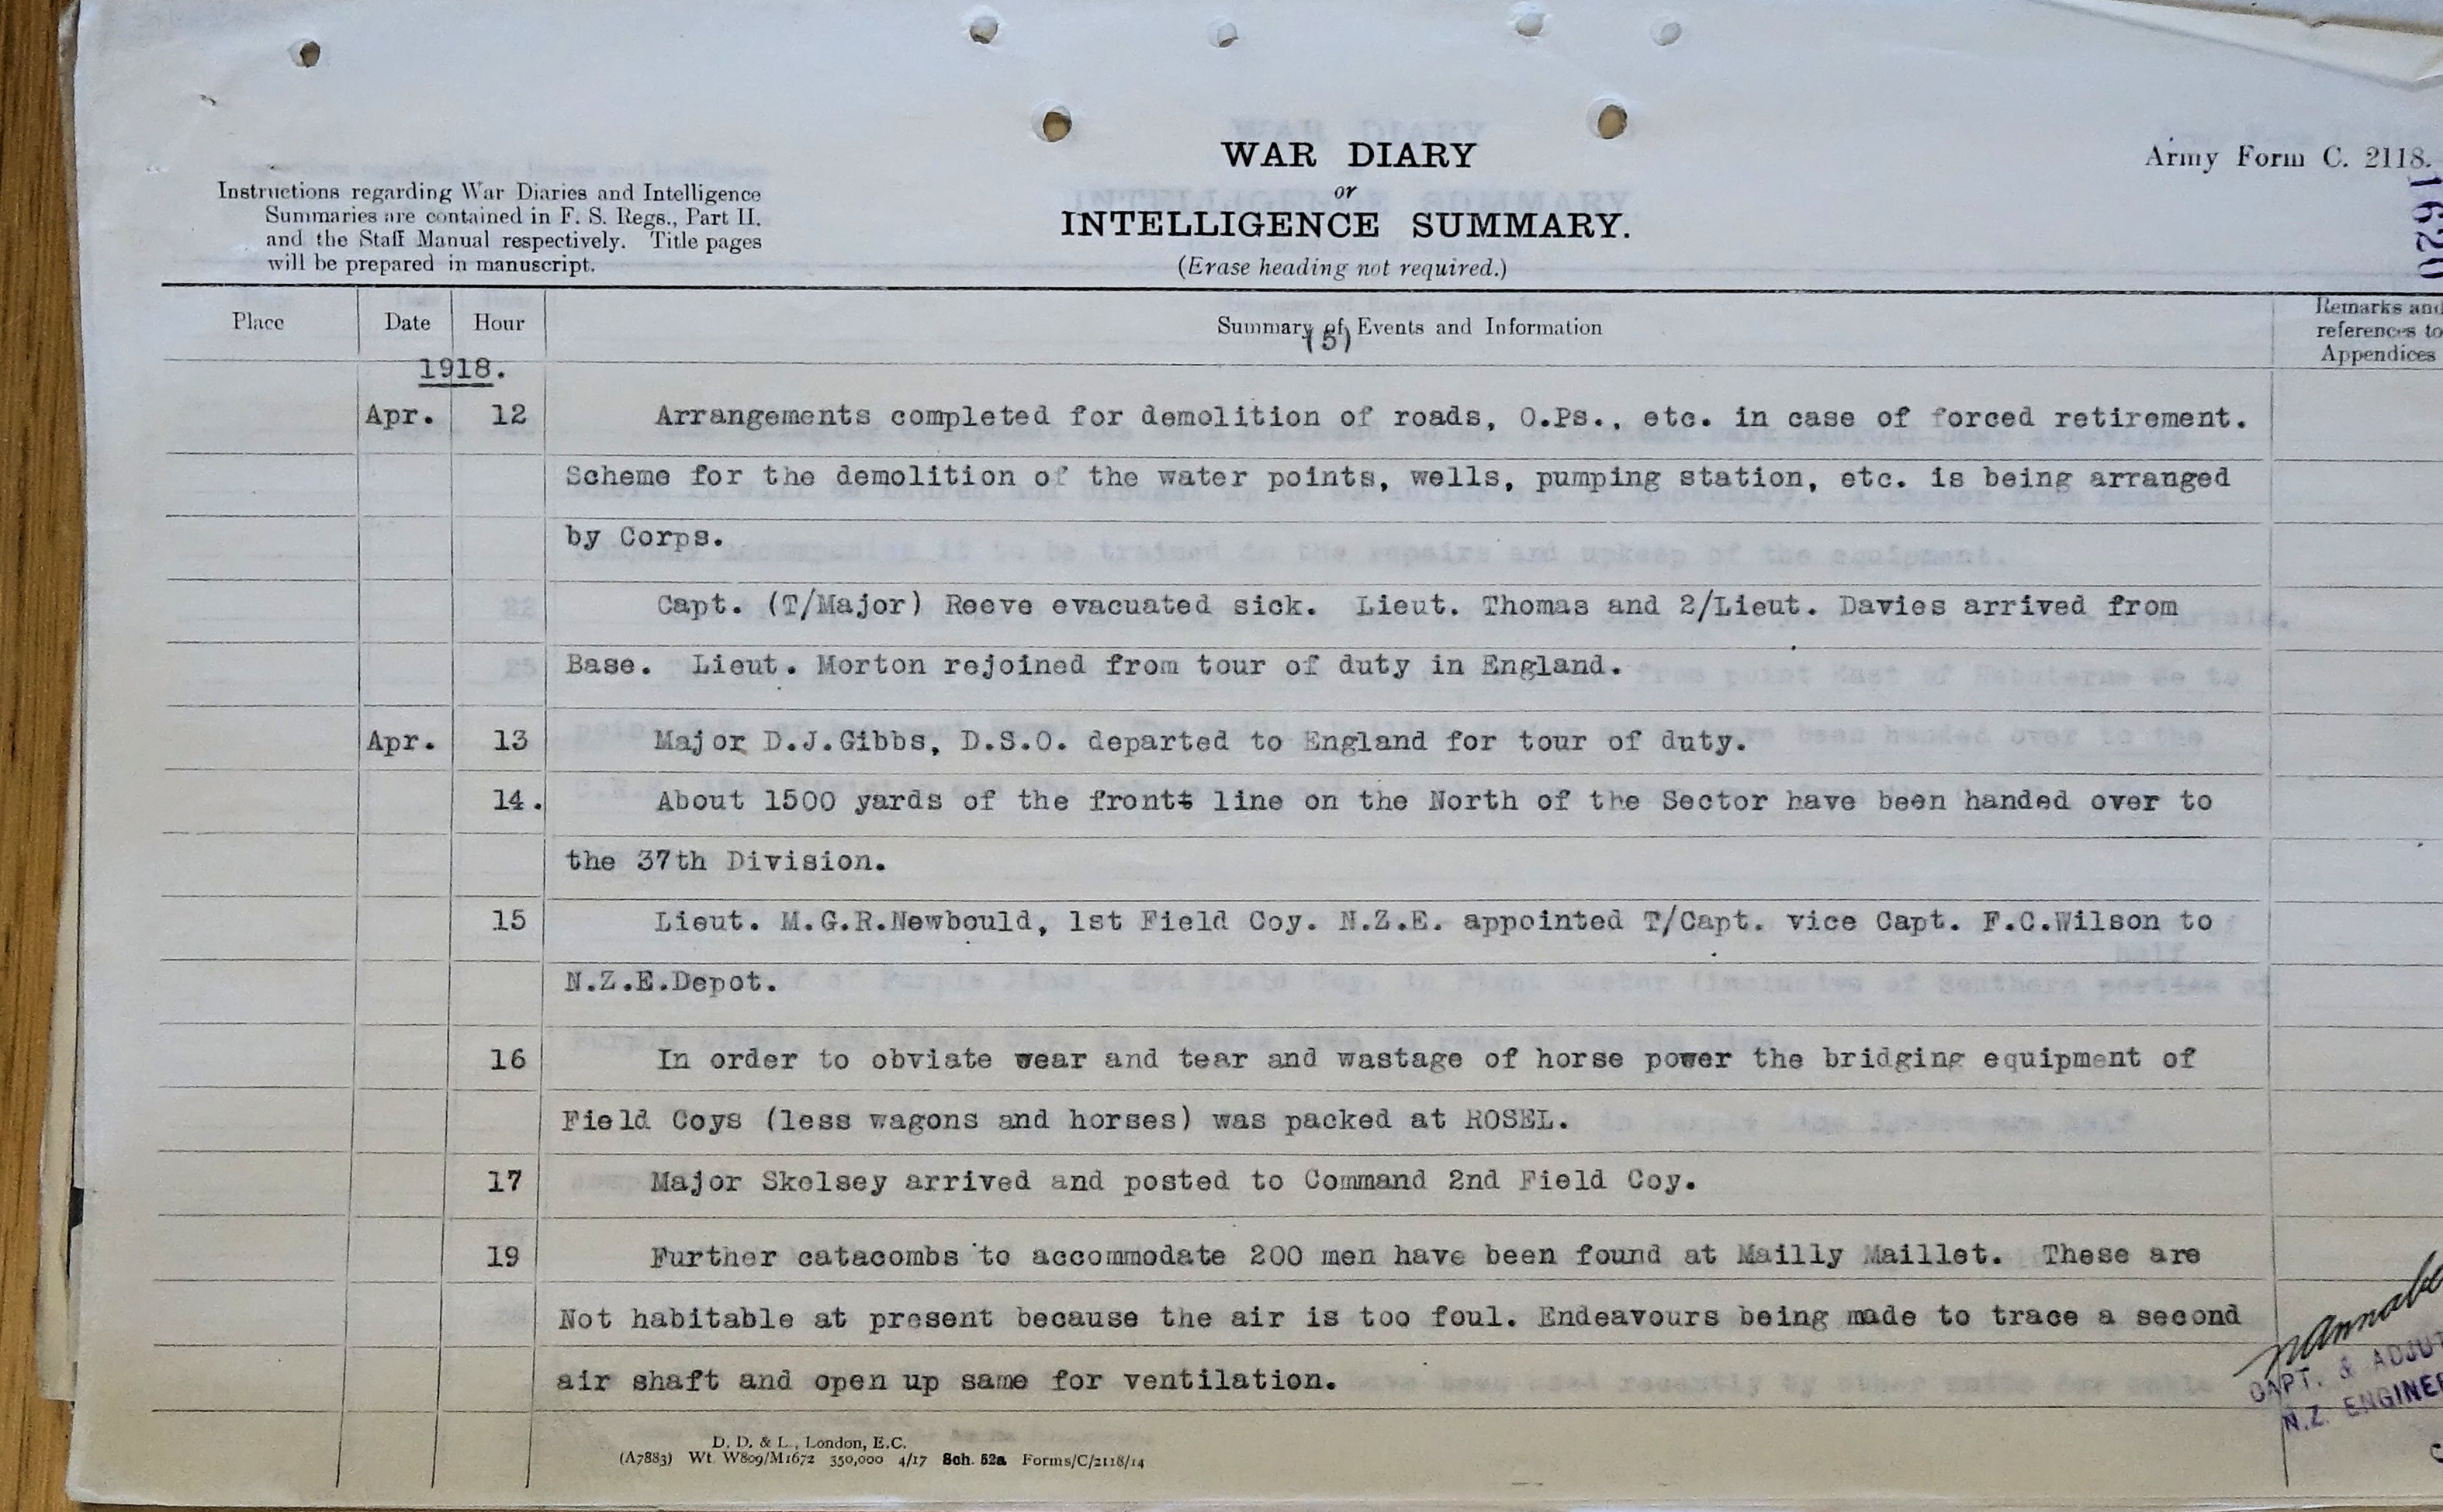 WAR DIARY
or
INTELLIGENCE SUMMARY.
(Erase heading not required.)
Army Form C. 2118.
1620
Instructions regarding War Diaries and Intelligence
Summaries are contained in F. S. Regs., Part II.
and the Staff Manual respectively. Title pages
will be prepared in manuscript.
Place Date Hour Summary of Events and Information Remarks and
references to
Appendices
(5)
1918.
Apr. 12 Arrangements completed for demolition of roads, O.Ps., etc. in case of forced retirement.
Scheme for the demolition of the water points, wells, pumping station, etc. is being arranged
by Corps.
Capt. (T/Major) Reeve evacuated sick. Lieut. Thomas and 2/Lieut. Davies arrived from
Base. Lieut. Morton rejoined from tour of duty in England.
Apr. 13 Major D.J.Gibbs, D.S.O. departed to England for tour of duty.
14. About 1500 yards of the front line on the North of the Sector have been handed over to
the 37th Division.
15 Lieut. M.G.R.Newbould, 1st Field Coy. N.Z.E. appointed T/Capt. vice Capt. F.C.Wilson to
N.Z.E.Depot.
16 In order to obviate wear and tear and wastage of horse power the bridging equipment of
Field Coys (less wagons and horses) was packed at ROSEL.
17 Major Skelsey arrived and posted to Command 2nd Field Coy.
19 Further catacombs to accommodate 200 men have been found at Mailly Maillet. These are
Not habitable at present because the air is too foul. Endeavours being made to trace a second
air shaft and open up same for ventilation.
CAPT. & ADJUT
N.Z. ENGINEE
D. D. & L., London, E.C.
(A7883) Wt. W809/M1672 350,000 4/17 Sch. 52a Forms/C/2118/14